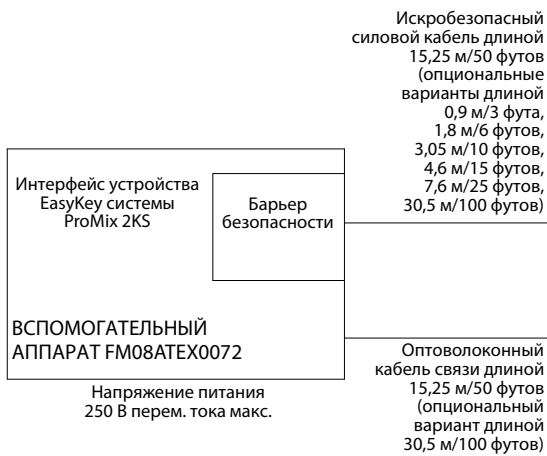 Искробезопасный
силовой кабель длиной
15,25 м/50 футов
(опциональные
варианты длиной
0,9 м/3 фута,
1,8 м/6 футов,
3,05 м/10 футов,
4,6 м/15 футов,
7,6 м/25 футов,
30,5 м/100 футов)
Интерфейс устройства
EasyKey системы
ProMix 2KS
Барьер
безопасности
ВСПОМОГАТЕЛЬНЫЙ
АППАРАТ FM08ATEX0072
Напряжение питания
250 В перем. тока макс.
Оптоволоконный
кабель связи длиной
15,25 м/50 футов
(опциональный
вариант длиной
30,5 м/100 футов)